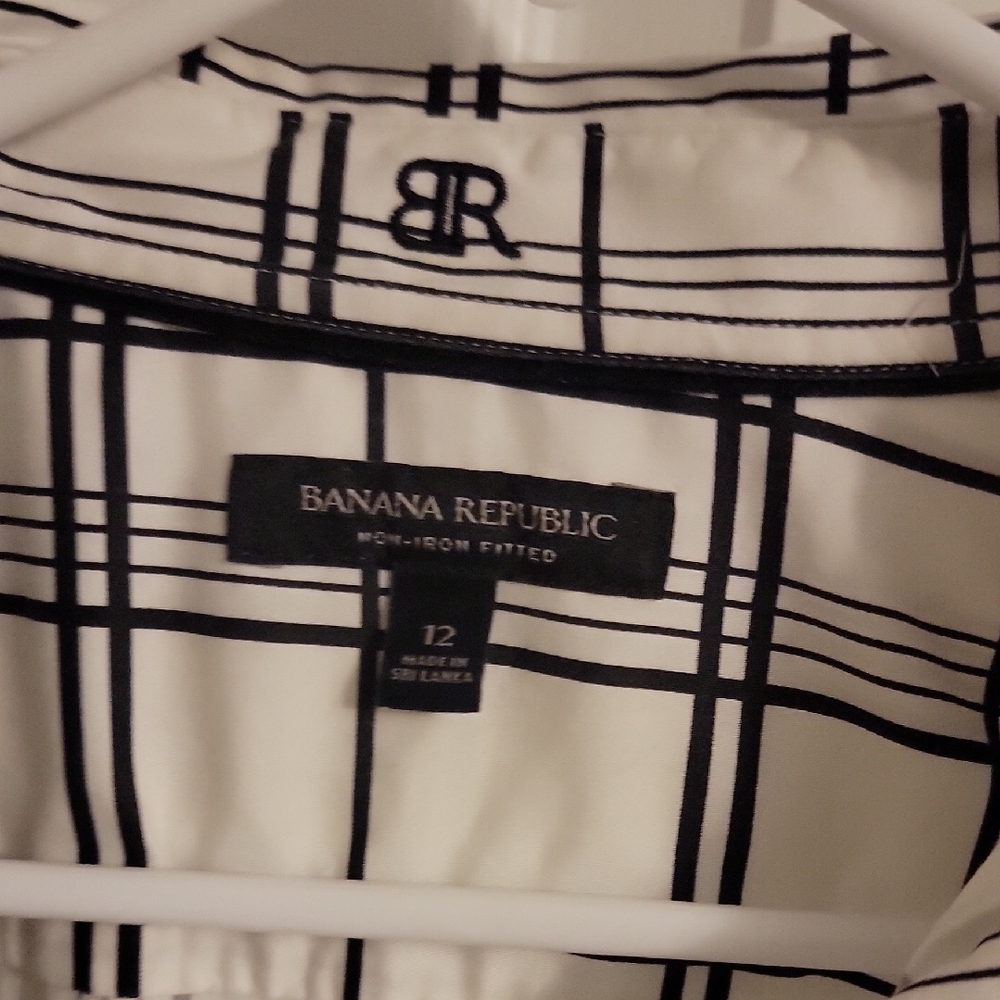 BR
BANANA REPUBLIC
NON-IRON FITTED
12
MADE IN
SRI LANKA